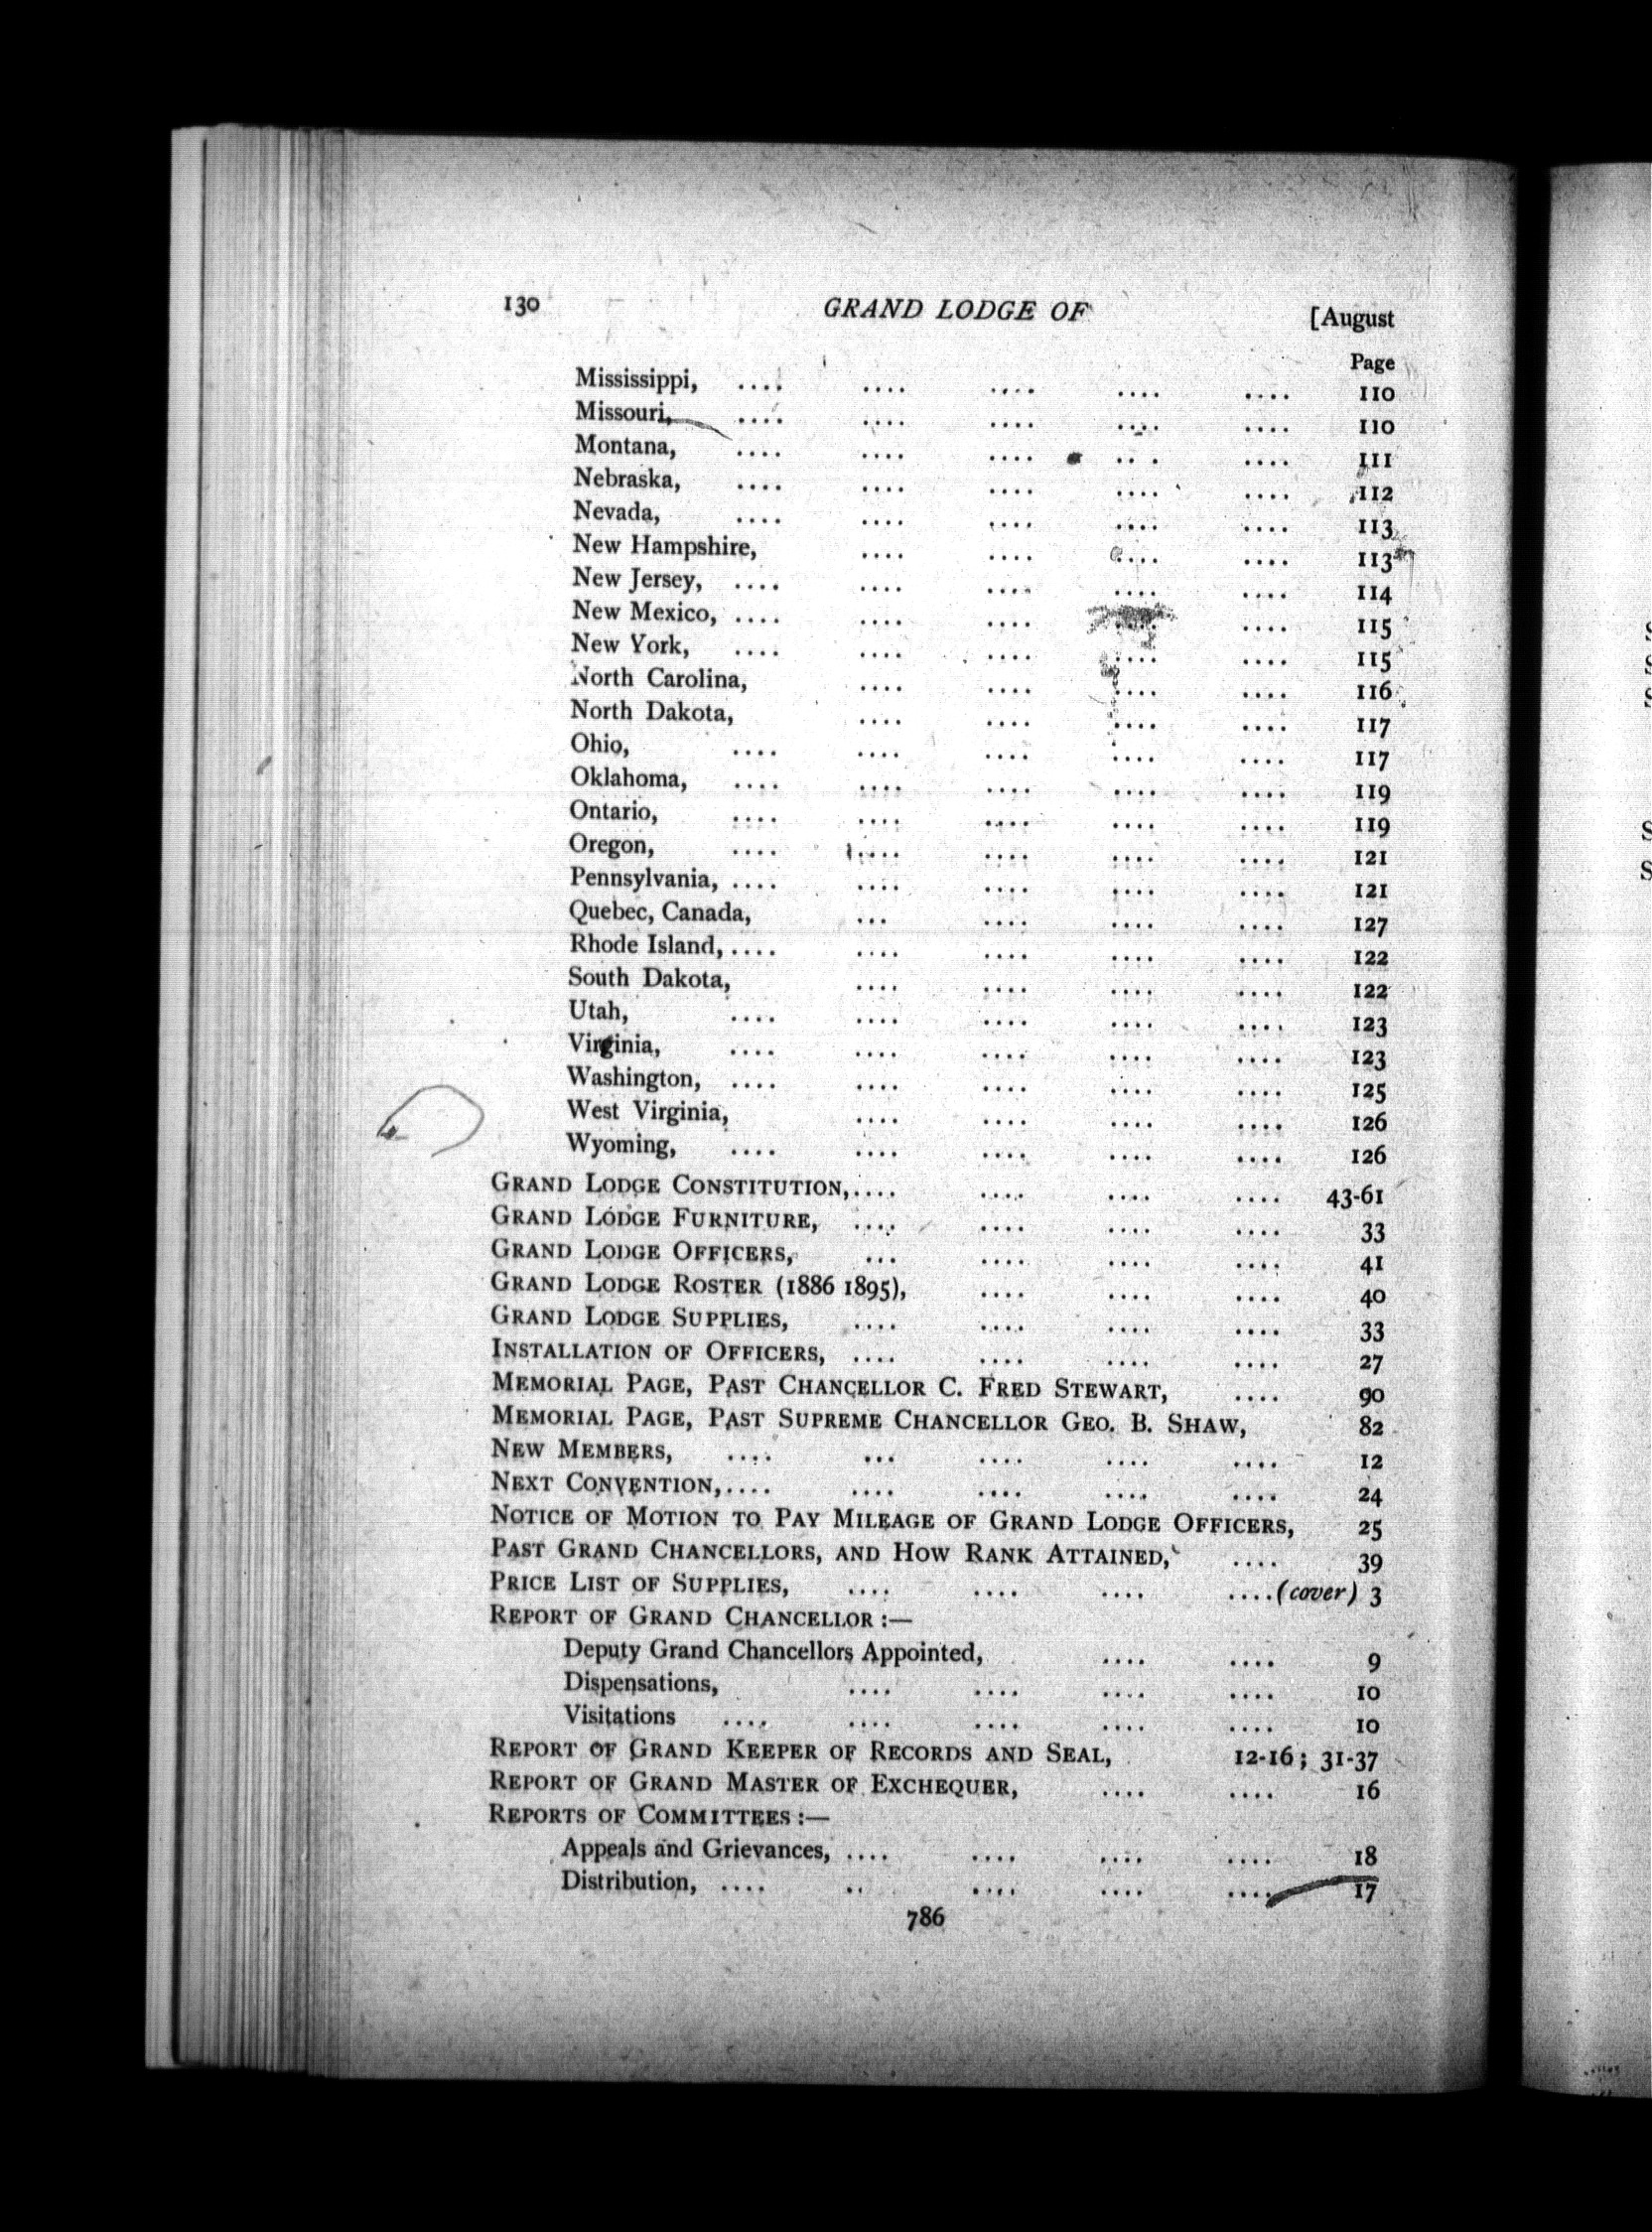 130 GRAND LODGE OF [August
Page
Mississippi, .... .... .... .... .... 110
Missouri, .... .... .... .... .... 110
Montana, .... .... .... .. . .... 111
Nebraska, .... .... .... .... .... 112
Nevada, .... .... .... .... .... 113
New Hampshire, .... .... .... .... 113
New Jersey, .... .... .... .... .... 114
New Mexico, .... .... .... .... .... 115
New York, .... .... .... .... .... 115
North Carolina, .... .... .... .... 116
North Dakota, .... .... .... .... 117
Ohio, .... .... .... .... .... 117
Oklahoma, .... .... .... .... .... 119
Ontario, .... .... .... .... .... 119
Oregon, .... .... .... .... .... 121
Pennsylvania, .... .... .... .... .... 121
Quebec, Canada, ... .... .... .... 127
Rhode Island, .... .... .... .... .... 122
South Dakota, .... .... .... .... 122
Utah, .... .... .... .... .... 123
Virginia, .... .... .... .... .... 123
Washington, .... .... .... .... .... 125
West Virginia, .... .... .... .... 126
Wyoming, .... .... .... .... .... 126
GRAND LODGE CONSTITUTION, .... .... .... .... 43-61
GRAND LODGE FURNITURE, .... .... .... .... 33
GRAND LODGE OFFICERS, ... .... .... .... 41
GRAND LODGE ROSTER (1886 1895), .... .... .... 40
GRAND LODGE SUPPLIES, .... .... .... .... 33
INSTALLATION OF OFFICERS, .... .... .... .... 27
MEMORIAL PAGE, PAST CHANCELLOR C. FRED STEWART, .... 90
MEMORIAL PAGE, PAST SUPREME CHANCELLOR GEO. B. SHAW, 82
NEW MEMBERS, .... ... .... .... .... 12
NEXT CONVENTION, .... .... .... .... .... 24
NOTICE OF MOTION TO PAY MILEAGE OF GRAND LODGE OFFICERS, 25
PAST GRAND CHANCELLORS, AND HOW RANK ATTAINED, .... 39
PRICE LIST OF SUPPLIES, .... .... .... .... (cover) 3
REPORT OF GRAND CHANCELLOR :—
Deputy Grand Chancellors Appointed, .... .... 9
Dispensations, .... .... .... .... 10
Visitations .... .... .... .... .... 10
REPORT OF GRAND KEEPER OF RECORDS AND SEAL, 12-16; 31-37
REPORT OF GRAND MASTER OF EXCHEQUER, .... .... 16
REPORTS OF COMMITTEES :—
Appeals and Grievances, .... .... .... .... 18
Distribution, .... .. .... .... .... 17
786